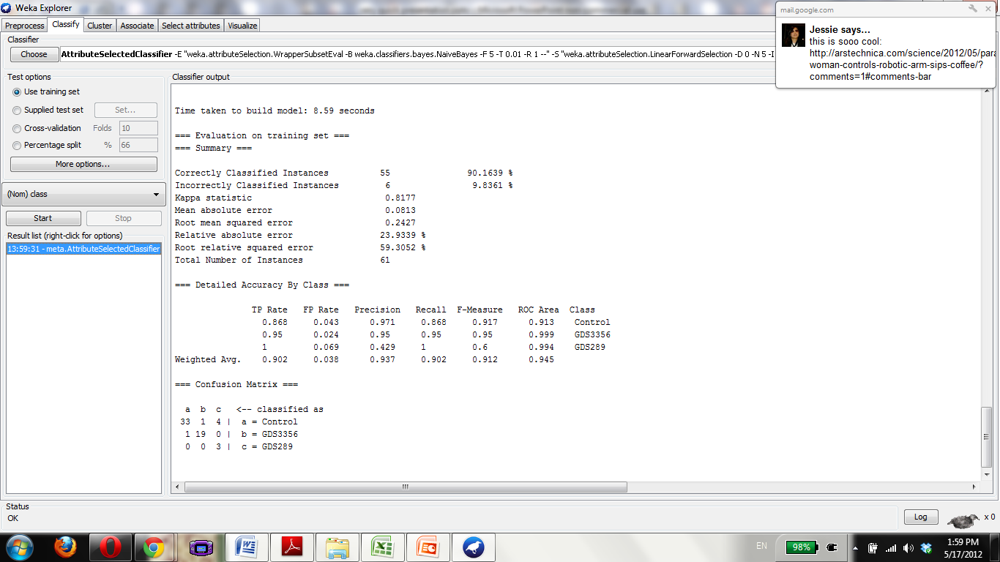 Weka Explorer
Preprocess Classify Cluster Associate Select attributes Visualize
Classifier
Choose AttributeSelectedClassifier -E "weka.attributeSelection.WrapperSubsetEval -B weka.classifiers.bayes.NaiveBayes -F 5 -T 0.01 -R 1 --" -S "weka.attributeSelection.LinearForwardSelection -D 0 -N 5 -I
mail.google.com
Jessie says...
this is sooo cool:
http://arstechnica.com/science/2012/05/para
woman-controls-robotic-arm-sips-coffee/?
comments=1#comments-bar
Test options
Use training set
Supplied test set Set...
Cross-validation Folds 10
Percentage split % 66
More options...
(Nom) class
Start Stop
Result list (right-click for options)
13:59:31 - meta.AttributeSelectedClassifier
Classifier output
Time taken to build model: 8.59 seconds
=== Evaluation on training set ===
=== Summary ===
Correctly Classified Instances 55 90.1639 %
Incorrectly Classified Instances 6 9.8361 %
Kappa statistic 0.8177
Mean absolute error 0.0813
Root mean squared error 0.2427
Relative absolute error 23.9339 %
Root relative squared error 59.3052 %
Total Number of Instances 61
=== Detailed Accuracy By Class ===
TP Rate FP Rate Precision Recall F-Measure ROC Area Class
0.868 0.043 0.971 0.868 0.917 0.913 Control
0.95 0.024 0.95 0.95 0.95 0.999 GDS3356
1 0.069 0.429 1 0.6 0.994 GDS289
Weighted Avg. 0.902 0.038 0.937 0.902 0.912 0.945
=== Confusion Matrix ===
a b c <-- classified as
33 1 4 | a = Control
1 19 0 | b = GDS3356
0 0 3 | c = GDS289
Status
OK
Log x 0
EN 98% 1:59 PM
5/17/2012